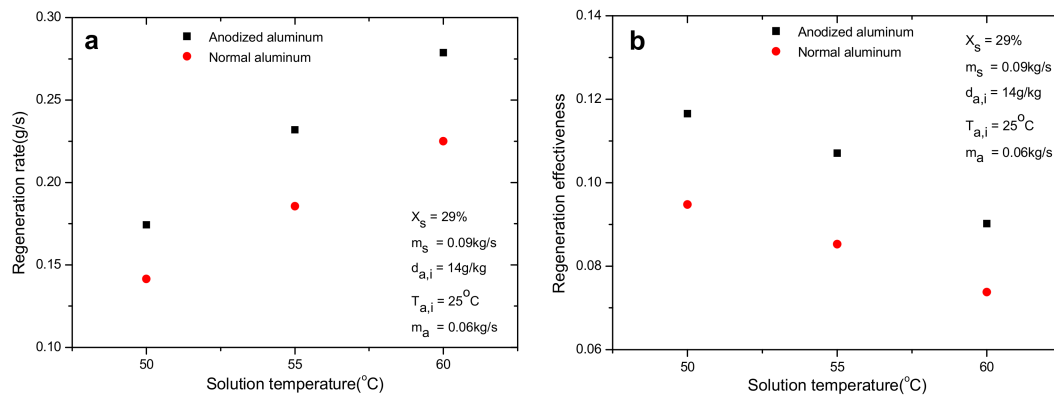 a
Anodized aluminum
Normal aluminum
Regeneration rate(g/s)
0.30
0.25
0.20
0.15
0.10
X_s = 29%
m_s = 0.09kg/s
d_a,i = 14g/kg
T_a,i = 25°C
m_a = 0.06kg/s
50
55
60
Solution temperature(°C)
b
Anodized aluminum
Normal aluminum
Regeneration effectiveness
0.14
0.12
0.10
0.08
0.06
X_s = 29%
m_s = 0.09kg/s
d_a,i = 14g/kg
T_a,i = 25°C
m_a = 0.06kg/s
50
55
60
Solution temperature(°C)